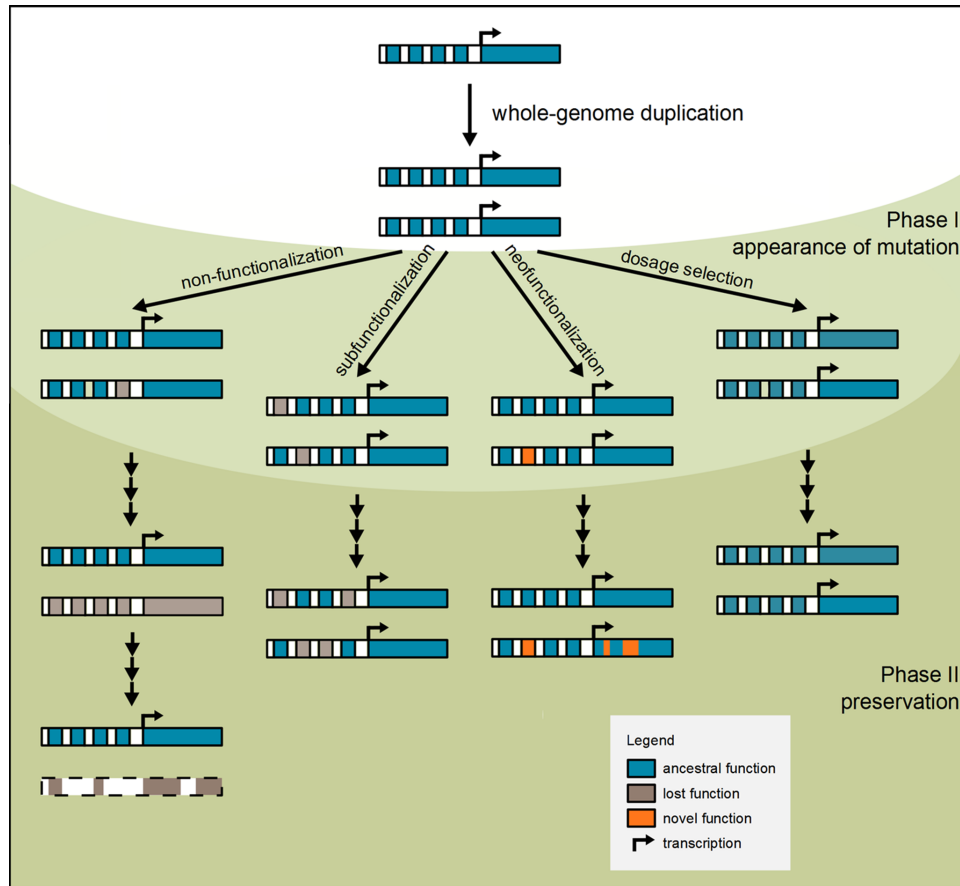 whole-genome duplication
Phase I
appearance of mutation
non-functionalization
subfunctionalization
neofunctionalization
dosage selection
Phase II
preservation
Legend
ancestral function
lost function
novel function
transcription